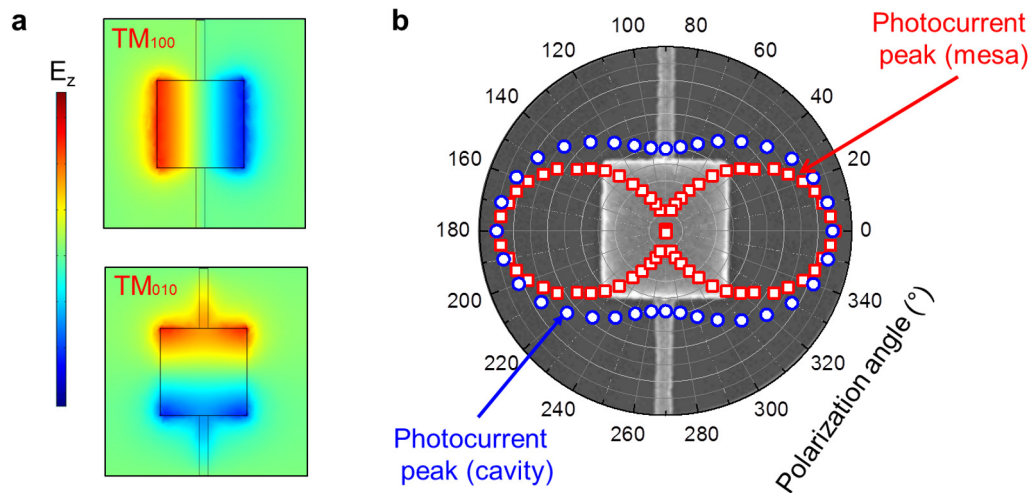 a
TM₁₀₀
E_z
TM₀₁₀
b
100
80
120
60
140
40
160
20
180
0
200
340
220
320
240
300
260
280
Photocurrent
peak (mesa)
Photocurrent
peak (cavity)
Polarization angle (°)